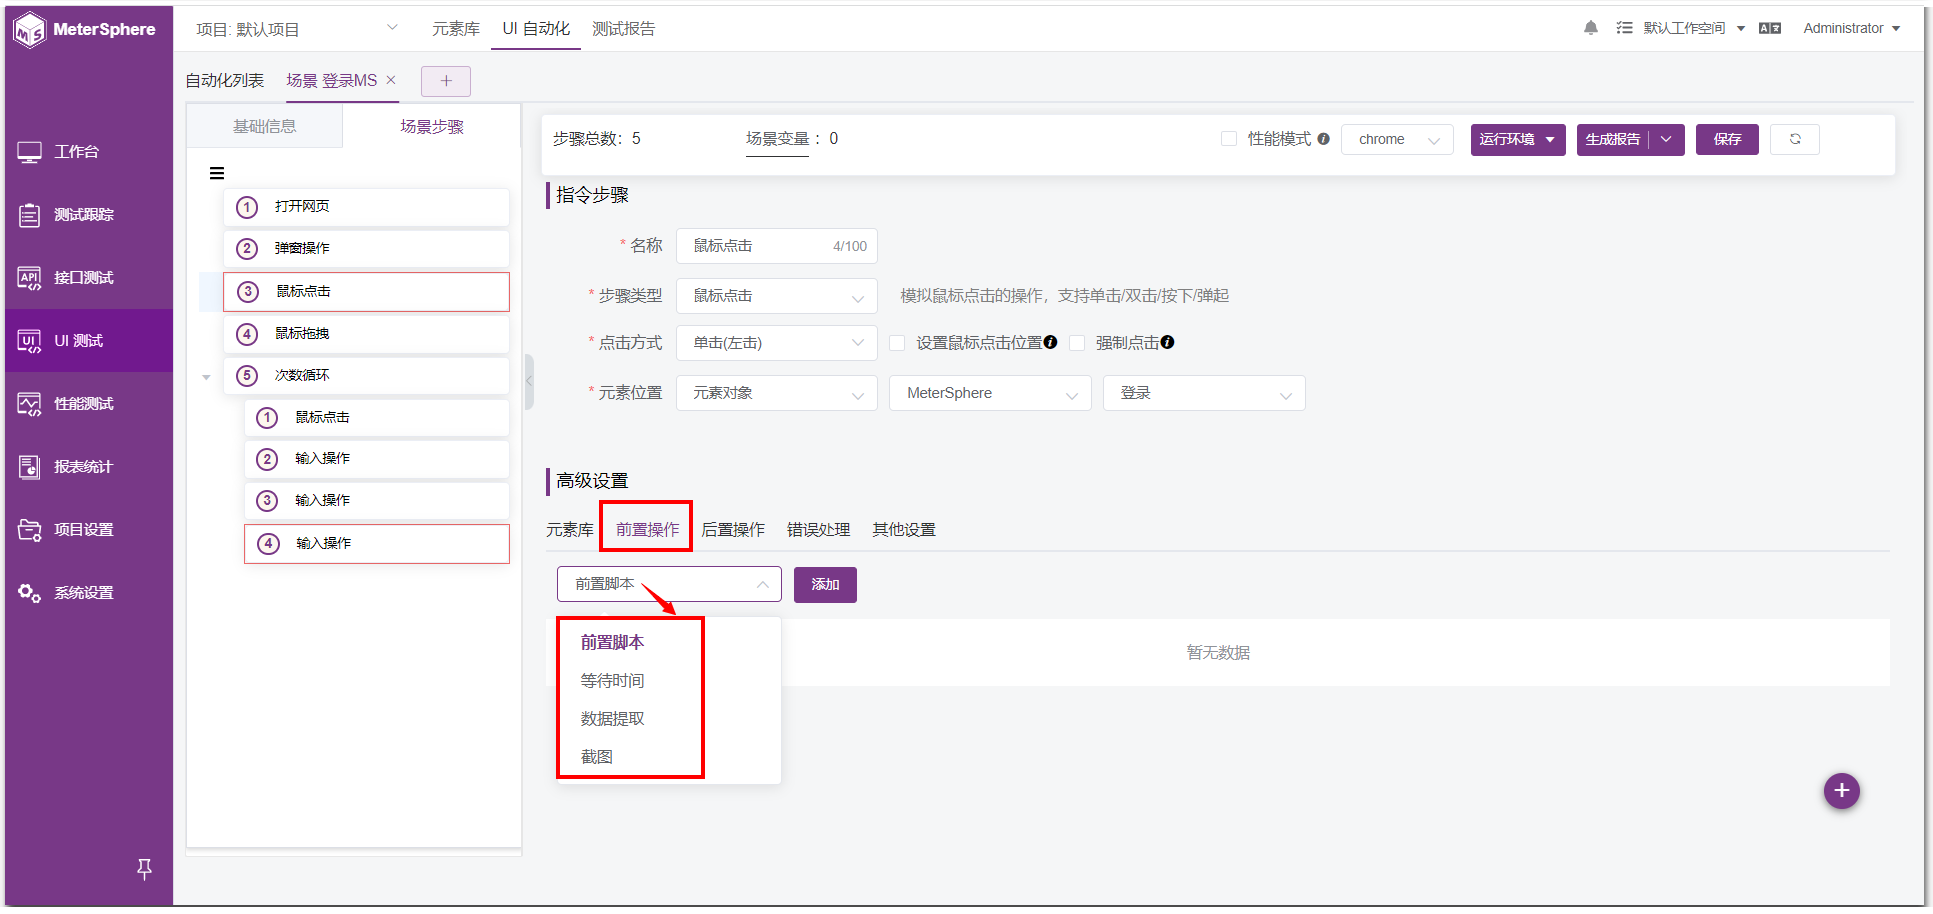 MeterSphere
项目: 默认项目
元素库
UI 自动化
测试报告
默认工作空间
Administrator
自动化列表
场景 登录MS
工作台
测试跟踪
接口测试
UI 测试
性能测试
报表统计
项目设置
系统设置
基础信息
场景步骤
1 打开网页
2 弹窗操作
3 鼠标点击
4 鼠标拖拽
5 次数循环
1 鼠标点击
2 输入操作
3 输入操作
4 输入操作
步骤总数：5
场景变量：0
性能模式
chrome
运行环境
生成报告
保存
指令步骤
* 名称 鼠标点击 4/100
* 步骤类型 鼠标点击 模拟鼠标点击的操作，支持单击/双击/按下/弹起
* 点击方式 单击(左击) 设置鼠标点击位置 强制点击
* 元素位置 元素对象 MeterSphere 登录
高级设置
元素库 前置操作 后置操作 错误处理 其他设置
前置脚本 添加
前置脚本
等待时间
数据提取
截图
暂无数据